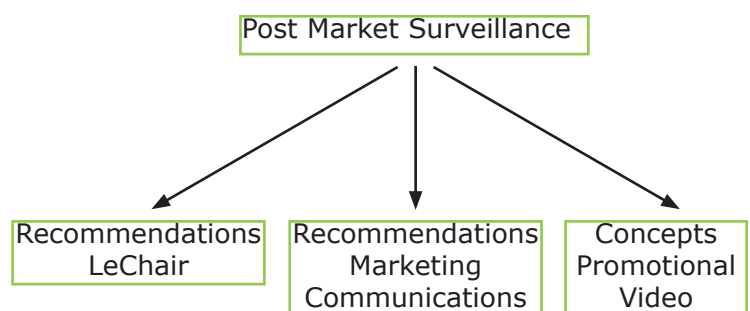 Post Market Surveillance
Recommendations
LeChair
Recommendations
Marketing
Communications
Concepts
Promotional
Video